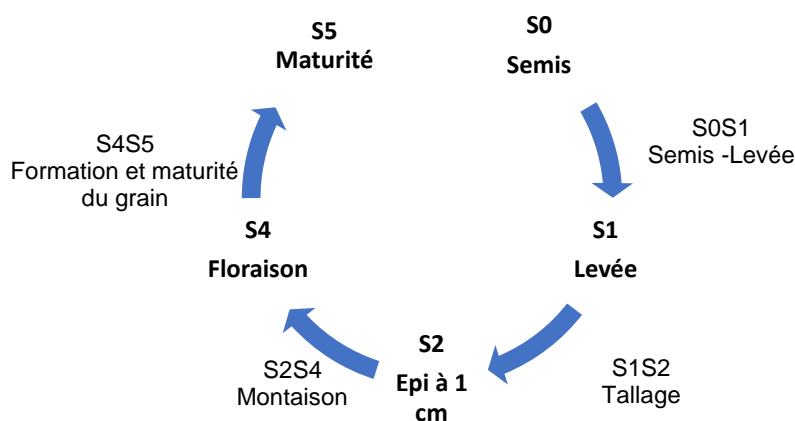 S0
Semis
S0S1
Semis -Levée
S1
Levée
S1S2
Tallage
S2
Epi à 1
cm
S2S4
Montaison
S4
Floraison
S4S5
Formation et maturité
du grain
S5
Maturité